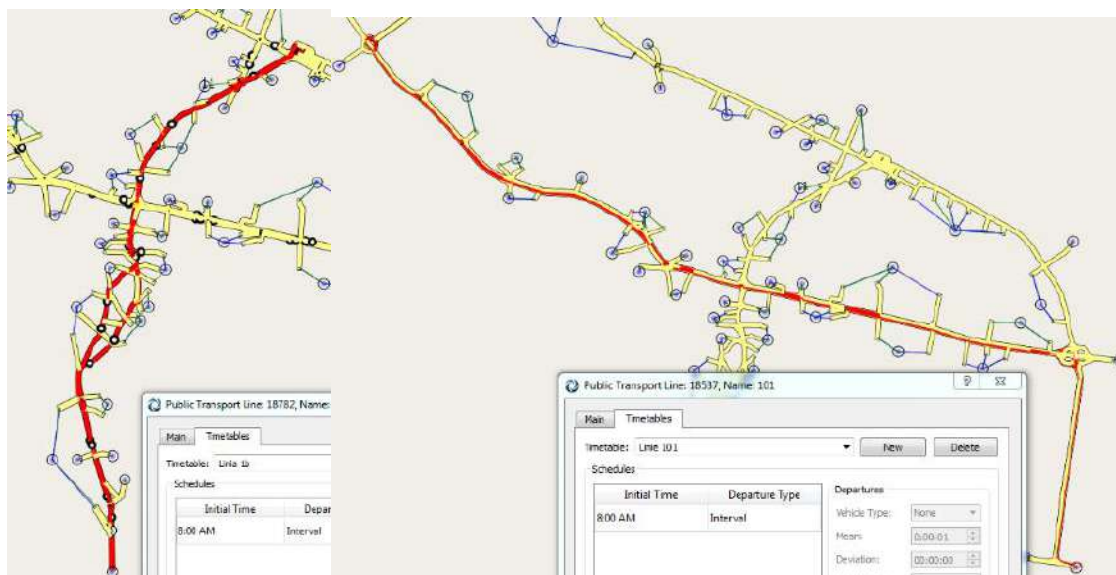 Public Transport Line: 18782, Name:
Main Timetables
Timetable: Linia 1b
Schedules
Initial Time Depar
8:00 AM Interval
Public Transport Line: 18537, Name: 101
Main Timetables
Timetable: Linie 101 New Delete
Schedules
Initial Time Departure Type
8:00 AM Interval
Departures
Vehicle Type: None
Mean: 0:00:01
Deviation: 00:00:00